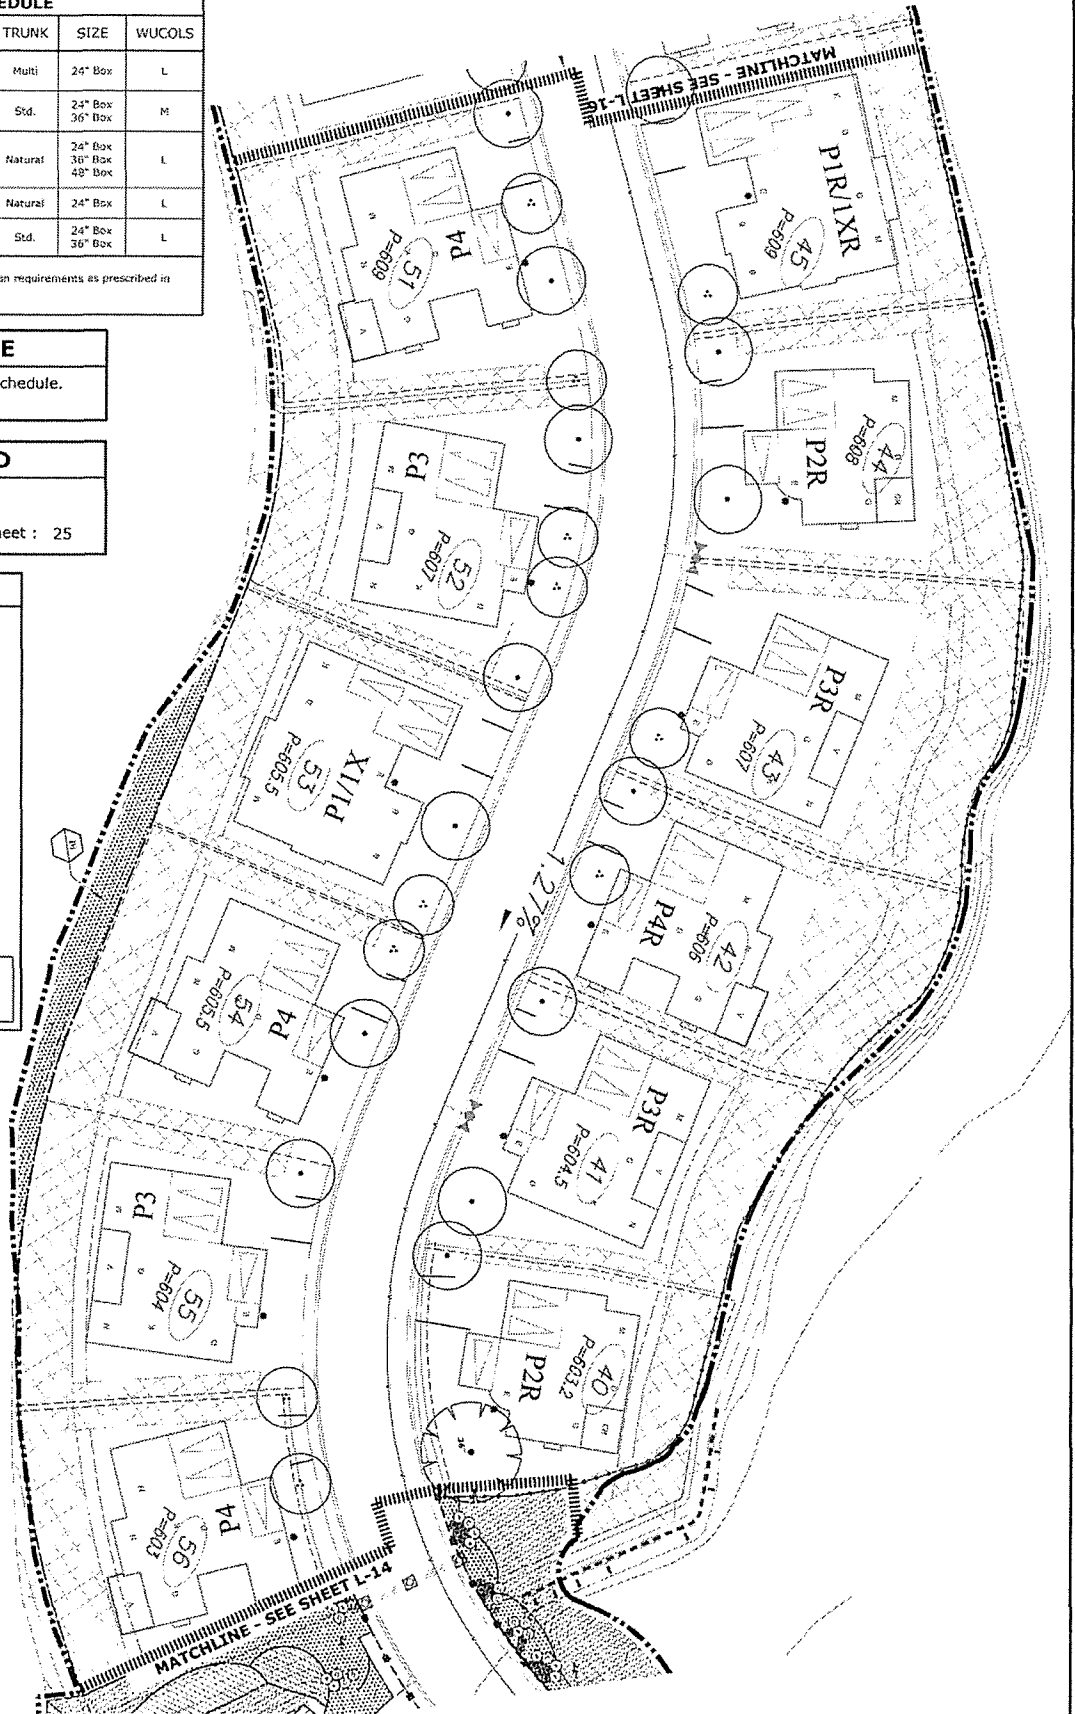 EDULE
TRUNK SIZE WUCOLS
Multi 24" Box L
Std. 24" Box 36" Box M
Natural 24" Box 36" Box 48" Box L
Natural 24" Box L
Std. 24" Box 36" Box L
requirements as prescribed in
E
chedule.
D
eet : 25
MATCHLINE - SEE SHEET L-16
P4
51
P=609
P1R/1XR
45
P=609
P3
52
P=607
P2R
44
P=608
P1/1X
53
P=605.5
P3R
43
P=607
1.27%
P4
54
P=605.5
P4R
42
P=606
P3
55
P=604
P3R
41
P=604.5
P4
56
P=603
P2R
40
P=603.2
36"
MATCHLINE - SEE SHEET L-14